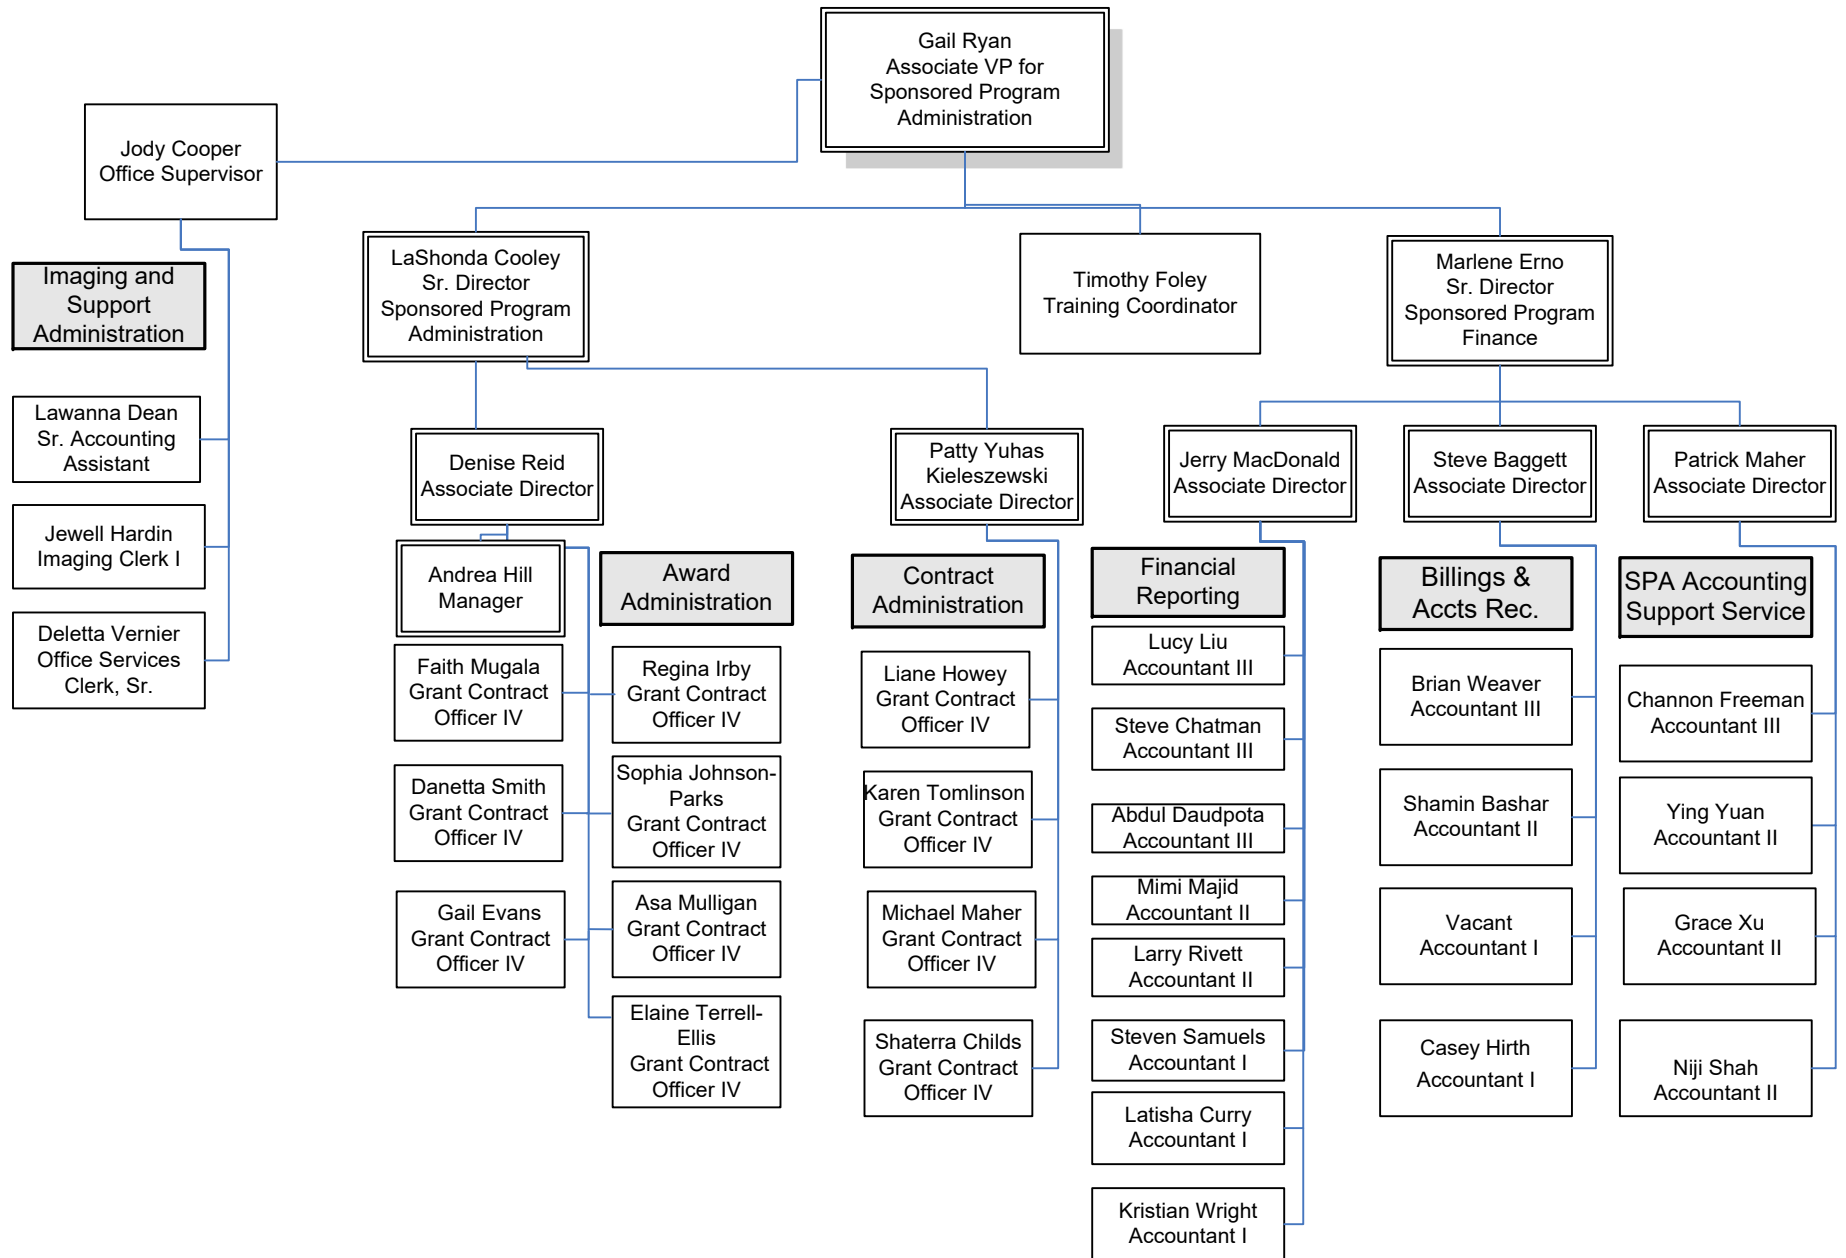 Gail Ryan
Associate VP for
Sponsored Program
Administration
Jody Cooper
Office Supervisor
Imaging and
Support
Administration
Lawanna Dean
Sr. Accounting
Assistant
Jewell Hardin
Imaging Clerk I
Deletta Vernier
Office Services
Clerk, Sr.
LaShonda Cooley
Sr. Director
Sponsored Program
Administration
Timothy Foley
Training Coordinator
Marlene Erno
Sr. Director
Sponsored Program
Finance
Denise Reid
Associate Director
Andrea Hill
Manager
Award
Administration
Faith Mugala
Grant Contract
Officer IV
Danetta Smith
Grant Contract
Officer IV
Gail Evans
Grant Contract
Officer IV
Regina Irby
Grant Contract
Officer IV
Sophia Johnson-
Parks
Grant Contract
Officer IV
Asa Mulligan
Grant Contract
Officer IV
Elaine Terrell-
Ellis
Grant Contract
Officer IV
Patty Yuhas
Kieleszewski
Associate Director
Contract
Administration
Liane Howey
Grant Contract
Officer IV
Karen Tomlinson
Grant Contract
Officer IV
Michael Maher
Grant Contract
Officer IV
Shaterra Childs
Grant Contract
Officer IV
Jerry MacDonald
Associate Director
Financial
Reporting
Lucy Liu
Accountant III
Steve Chatman
Accountant III
Abdul Daudpota
Accountant III
Mimi Majid
Accountant II
Larry Rivett
Accountant II
Steven Samuels
Accountant I
Latisha Curry
Accountant I
Kristian Wright
Accountant I
Steve Baggett
Associate Director
Billings &
Accts Rec.
Brian Weaver
Accountant III
Shamin Bashar
Accountant II
Vacant
Accountant I
Casey Hirth
Accountant I
Patrick Maher
Associate Director
SPA Accounting
Support Service
Channon Freeman
Accountant III
Ying Yuan
Accountant II
Grace Xu
Accountant II
Niji Shah
Accountant II